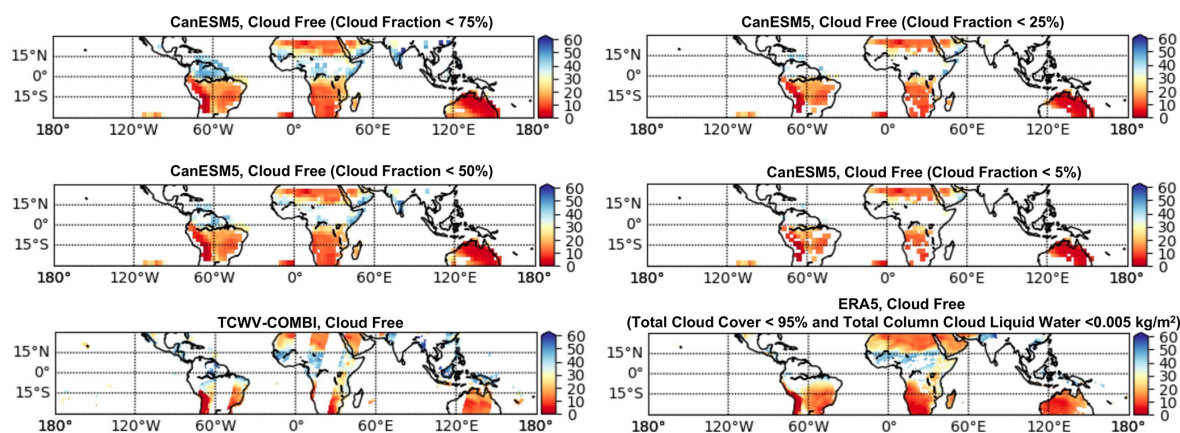 CanESM5, Cloud Free (Cloud Fraction < 75%)
15°N
0°
15°S
180° 120°W 60°W 0° 60°E 120°E 180°
60
50
40
30
20
10
0
CanESM5, Cloud Free (Cloud Fraction < 25%)
15°N
0°
15°S
180° 120°W 60°W 0° 60°E 120°E 180°
60
50
40
30
20
10
0
CanESM5, Cloud Free (Cloud Fraction < 50%)
15°N
0°
15°S
180° 120°W 60°W 0° 60°E 120°E 180°
60
50
40
30
20
10
0
CanESM5, Cloud Free (Cloud Fraction < 5%)
15°N
0°
15°S
180° 120°W 60°W 0° 60°E 120°E 180°
60
50
40
30
20
10
0
TCWV-COMBI, Cloud Free
15°N
0°
15°S
180° 120°W 60°W 0° 60°E 120°E 180°
60
50
40
30
20
10
0
ERA5, Cloud Free
(Total Cloud Cover < 95% and Total Column Cloud Liquid Water <0.005 kg/m²)
15°N
0°
15°S
180° 120°W 60°W 0° 60°E 120°E 180°
60
50
40
30
20
10
0